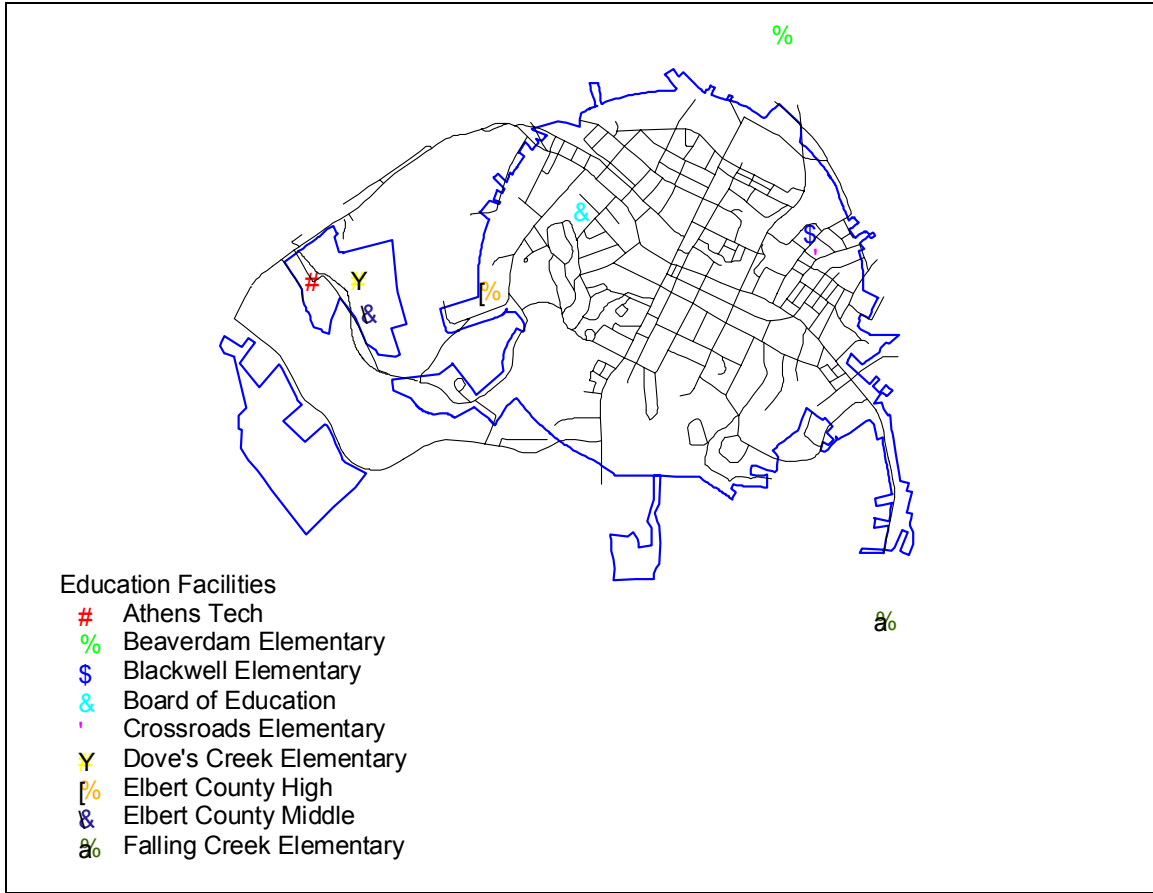 %
&
$
'
#
Y
[%
&
Education Facilities
# Athens Tech
% Beaverdam Elementary
$ Blackwell Elementary
& Board of Education
' Crossroads Elementary
Y Dove's Creek Elementary
[% Elbert County High
\& Elbert County Middle
a% Falling Creek Elementary
a%